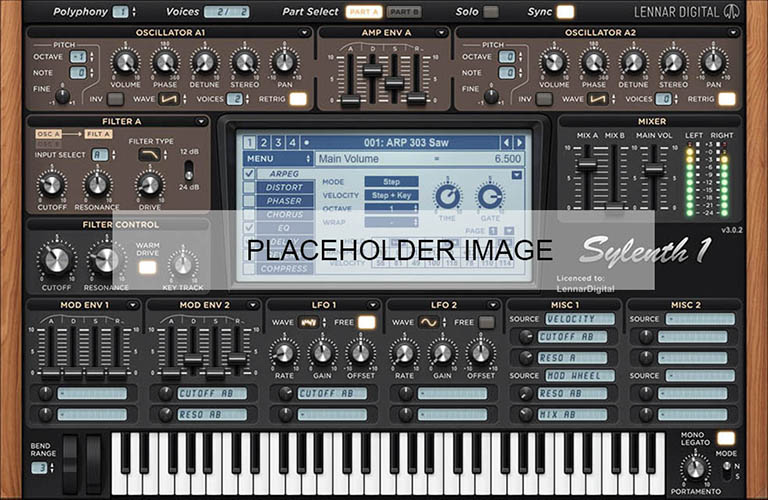 Polyphony 1 Voices 2/ 2 Part Select PART A PART B Solo Sync LENNAR DIGITAL
OSCILLATOR A1 AMP ENV A OSCILLATOR A2
PITCH A D S R PITCH
OCTAVE -1 OCTAVE 0
NOTE 0 NOTE 0
FINE VOLUME PHASE DETUNE STEREO PAN FINE VOLUME PHASE DETUNE STEREO PAN
INV WAVE VOICES 2 RETRIG INV WAVE VOICES 0 RETRIG
FILTER A
OSC A FILT A
OSC B
FILTER TYPE
INPUT SELECT A
12 dB
24 dB
CUTOFF RESONANCE DRIVE
1 2 3 4 001: ARP 303 Saw
MENU Main Volume = 6.500
ARPEG
DISTORT
PHASER
CHORUS
EQ
COMPRESS
MODE Step
VELOCITY Step + Key
OCTAVE
WRAP -
TIME GATE
PAGE 1
VELOCITY
MIXER
MIX A MIX B MAIN VOL LEFT RIGHT
v3.0.2
PLACEHOLDER IMAGE
Sylenth 1
Licenced to:
LennarDigital
FILTER CONTROL
WARM
DRIVE
CUTOFF RESONANCE KEY TRACK
MOD ENV 1 MOD ENV 2 LFO 1 LFO 2 MISC 1 MISC 2
A D S R A D S R WAVE FREE WAVE FREE SOURCE VELOCITY SOURCE -
CUTOFF AB
RESO A
RATE GAIN OFFSET RATE GAIN OFFSET SOURCE MOD WHEEL SOURCE
CUTOFF AB CUTOFF AB RESO AB
RESO AB MIX AB
BEND
RANGE
3
MONO
LEGATO
MODE
N
S
PORTAMENTO